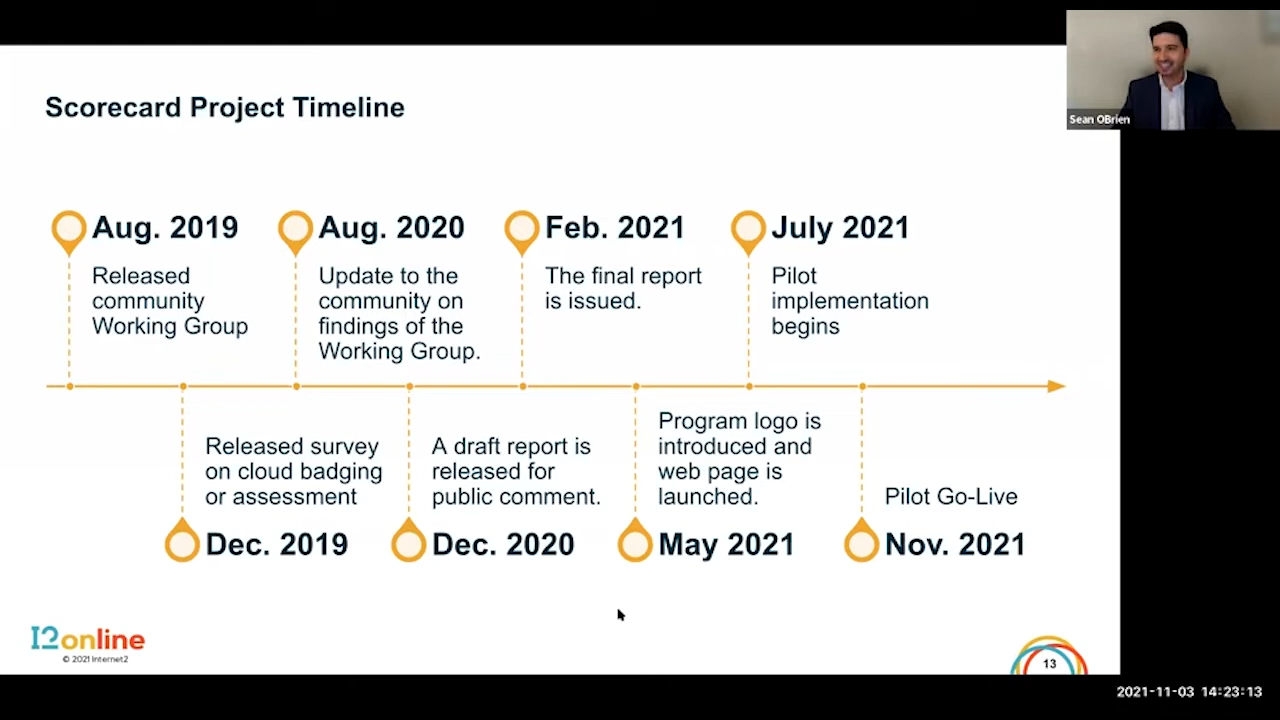 Sean OBrien
Scorecard Project Timeline
Aug. 2019
Released
community
Working Group
Aug. 2020
Update to the
community on
findings of the
Working Group.
Feb. 2021
The final report
is issued.
July 2021
Pilot
implementation
begins
Released survey
on cloud badging
or assessment
Dec. 2019
A draft report is
released for
public comment.
Dec. 2020
Program logo is
introduced and
web page is
launched.
May 2021
Pilot Go-Live
Nov. 2021
I2online
© 2021 Internet2
13
2021-11-03 14:23:13